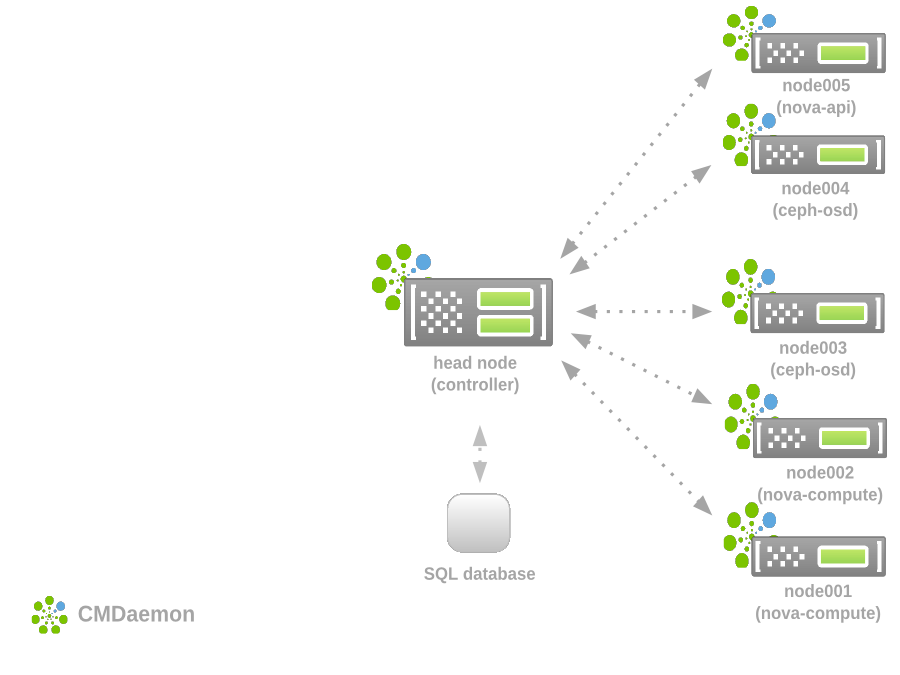 node005
(nova-api)
node004
(ceph-osd)
node003
(ceph-osd)
head node
(controller)
node002
(nova-compute)
SQL database
node001
(nova-compute)
CMDaemon